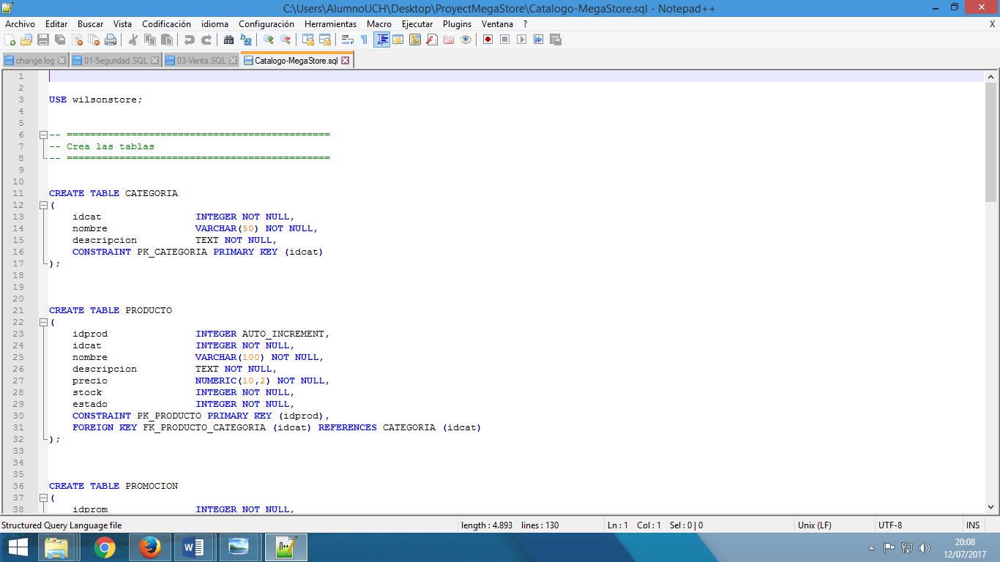 C:\Users\AlumnoUCH\Desktop\ProyectMegaStore\Catalogo-MegaStore.sql - Notepad++
Archivo Editar Buscar Vista Codificación idioma Configuración Herramientas Macro Ejecutar Plugins Ventana ? X
change.log 01-Seguridad.SQL 03-Venta.SQL Catalogo-MegaStore.sql
1
2
3 USE wilsonstore;
4
5
6 -- =============================================
7 -- Crea las tablas
8 -- =============================================
9
10
11 CREATE TABLE CATEGORIA
12 (
13 idcat INTEGER NOT NULL,
14 nombre VARCHAR(50) NOT NULL,
15 descripcion TEXT NOT NULL,
16 CONSTRAINT PK_CATEGORIA PRIMARY KEY (idcat)
17 );
18
19
20
21 CREATE TABLE PRODUCTO
22 (
23 idprod INTEGER AUTO_INCREMENT,
24 idcat INTEGER NOT NULL,
25 nombre VARCHAR(100) NOT NULL,
26 descripcion TEXT NOT NULL,
27 precio NUMERIC(10,2) NOT NULL,
28 stock INTEGER NOT NULL,
29 estado INTEGER NOT NULL,
30 CONSTRAINT PK_PRODUCTO PRIMARY KEY (idprod),
31 FOREIGN KEY FK_PRODUCTO_CATEGORIA (idcat) REFERENCES CATEGORIA (idcat)
32 );
33
34
35
36 CREATE TABLE PROMOCION
37 (
38 idprom INTEGER NOT NULL,
Structured Query Language file length : 4.893 lines : 130 Ln : 1 Col : 1 Sel : 0 | 0 Unix (LF) UTF-8 INS
20:08
12/07/2017